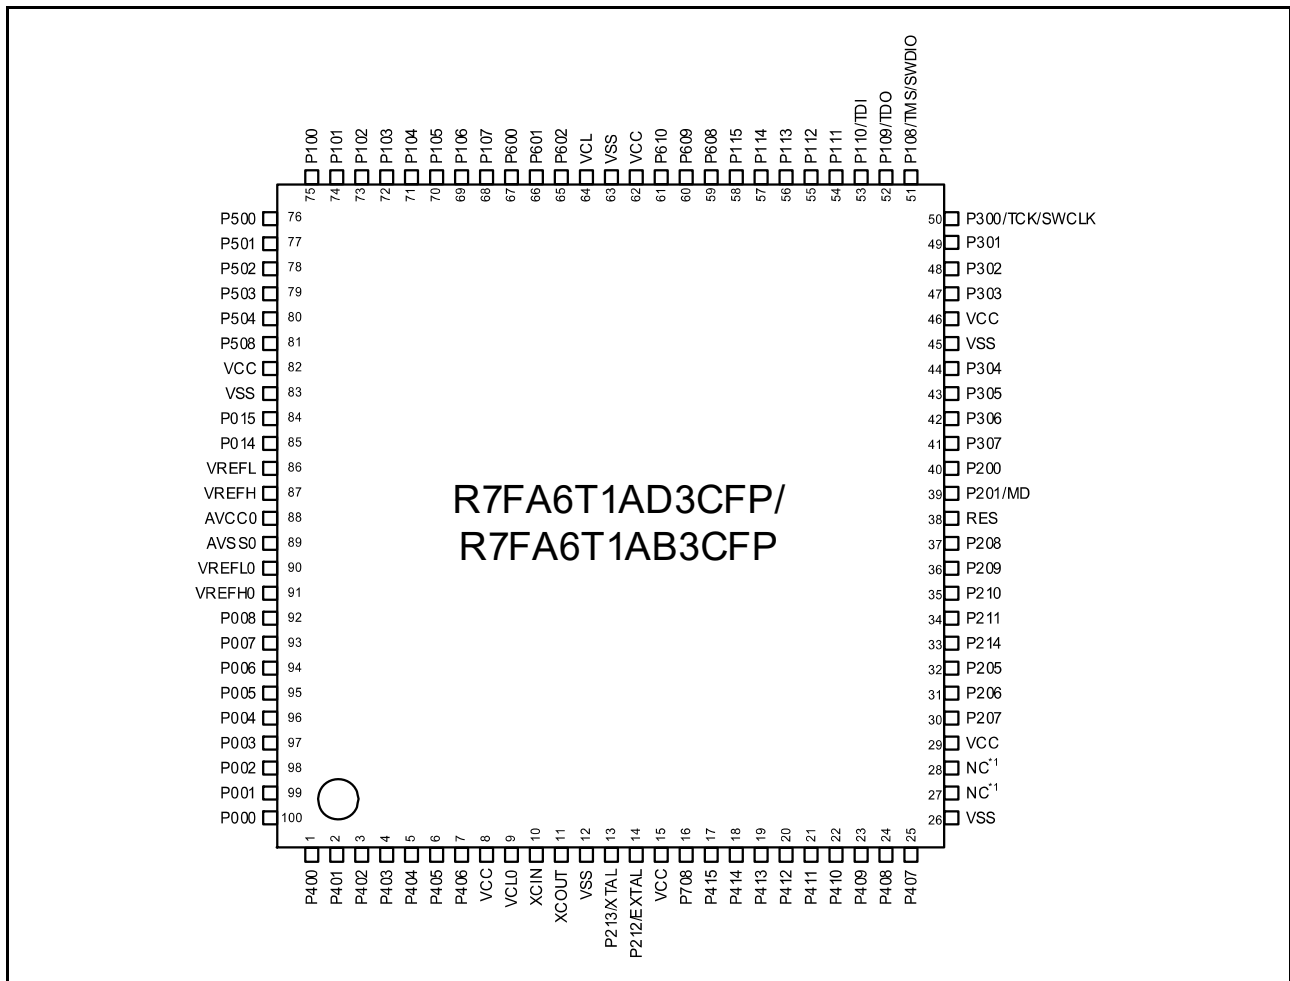 P100
P101
P102
P103
P104
P105
P106
P107
P600
P601
P602
VCL
VSS
VCC
P610
P609
P608
P115
P114
P113
P112
P111
P110/TDI
P109/TDO
P108/TMS/SWDIO
75
74
73
72
71
70
69
68
67
66
65
64
63
62
61
60
59
58
57
56
55
54
53
52
51
P500 76
P501 77
P502 78
P503 79
P504 80
P508 81
VCC 82
VSS 83
P015 84
P014 85
VREFL 86
VREFH 87
AVCC0 88
AVSS0 89
VREFL0 90
VREFH0 91
P008 92
P007 93
P006 94
P005 95
P004 96
P003 97
P002 98
P001 99
P000 100
R7FA6T1AD3CFP/
R7FA6T1AB3CFP
50 P300/TCK/SWCLK
49 P301
48 P302
47 P303
46 VCC
45 VSS
44 P304
43 P305
42 P306
41 P307
40 P200
39 P201/MD
38 RES
37 P208
36 P209
35 P210
34 P211
33 P214
32 P205
31 P206
30 P207
29 VCC
28 NC*1
27 NC*1
26 VSS
1
2
3
4
5
6
7
8
9
10
11
12
13
14
15
16
17
18
19
20
21
22
23
24
25
P400
P401
P402
P403
P404
P405
P406
VCC
VCL0
XCIN
XCOUT
VSS
P213/XTAL
P212/EXTAL
VCC
P708
P415
P414
P413
P412
P411
P410
P409
P408
P407